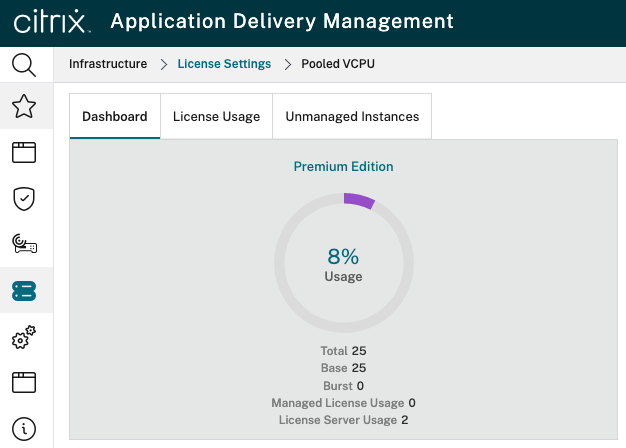 citrix. Application Delivery Management
Infrastructure > License Settings > Pooled VCPU
Dashboard License Usage Unmanaged Instances
Premium Edition
8%
Usage
Total 25
Base 25
Burst 0
Managed License Usage 0
License Server Usage 2